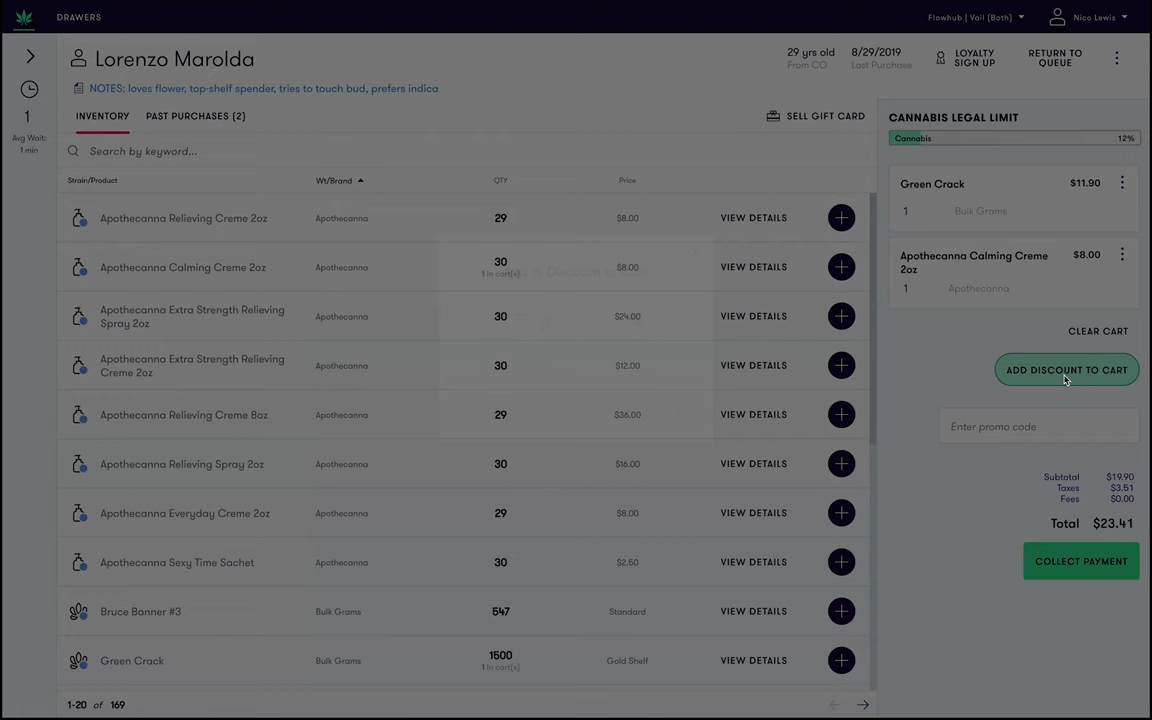 DRAWERS
Flowhub | Vail (Both)
Nico Lewis
Lorenzo Marolda
29 yrs old
From CO
8/29/2019
Last Purchase
LOYALTY
SIGN UP
RETURN TO
QUEUE
NOTES: loves flower, top-shelf spender, tries to touch bud, prefers indica
1
Avg Wait:
1 min
INVENTORY
PAST PURCHASES (2)
SELL GIFT CARD
Search by keyword...
Strain/Product Wt/Brand QTY Price
Apothecanna Relieving Creme 2oz Apothecanna 29 $8.00 VIEW DETAILS
Apothecanna Calming Creme 2oz Apothecanna 30 $8.00 VIEW DETAILS
1 in cart(s)
Apothecanna Extra Strength Relieving
Spray 2oz Apothecanna 30 $24.00 VIEW DETAILS
Apothecanna Extra Strength Relieving
Creme 2oz Apothecanna 30 $12.00 VIEW DETAILS
Apothecanna Relieving Creme 8oz Apothecanna 29 $36.00 VIEW DETAILS
Apothecanna Relieving Spray 2oz Apothecanna 30 $16.00 VIEW DETAILS
Apothecanna Everyday Creme 2oz Apothecanna 29 $8.00 VIEW DETAILS
Apothecanna Sexy Time Sachet Apothecanna 30 $2.50 VIEW DETAILS
Bruce Banner #3 Bulk Grams 547 Standard VIEW DETAILS
Green Crack Bulk Grams 1500 Gold Shelf VIEW DETAILS
1 in cart(s)
1-20 of 169
CANNABIS LEGAL LIMIT
Cannabis 12%
Green Crack $11.90
1 Bulk Grams
Apothecanna Calming Creme $8.00
2oz
1 Apothecanna
CLEAR CART
ADD DISCOUNT TO CART
Enter promo code
Subtotal $19.90
Taxes $3.51
Fees $0.00
Total $23.41
COLLECT PAYMENT